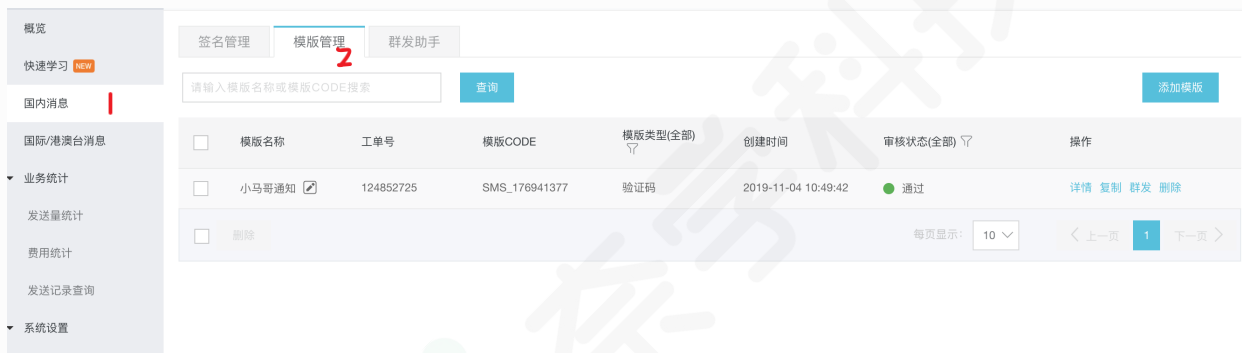 概览
快速学习 NEW
国内消息
国际/港澳台消息
业务统计
发送量统计
费用统计
发送记录查询
系统设置
签名管理 模版管理 群发助手
2
请输入模版名称或模版CODE搜索 查询 添加模版
模版名称 工单号 模版CODE 模版类型(全部) 创建时间 审核状态(全部) 操作
小马哥通知 124852725 SMS_176941377 验证码 2019-11-04 10:49:42 通过 详情 复制 群发 删除
删除 每页显示: 10 上一页 1 下一页
奈学科技